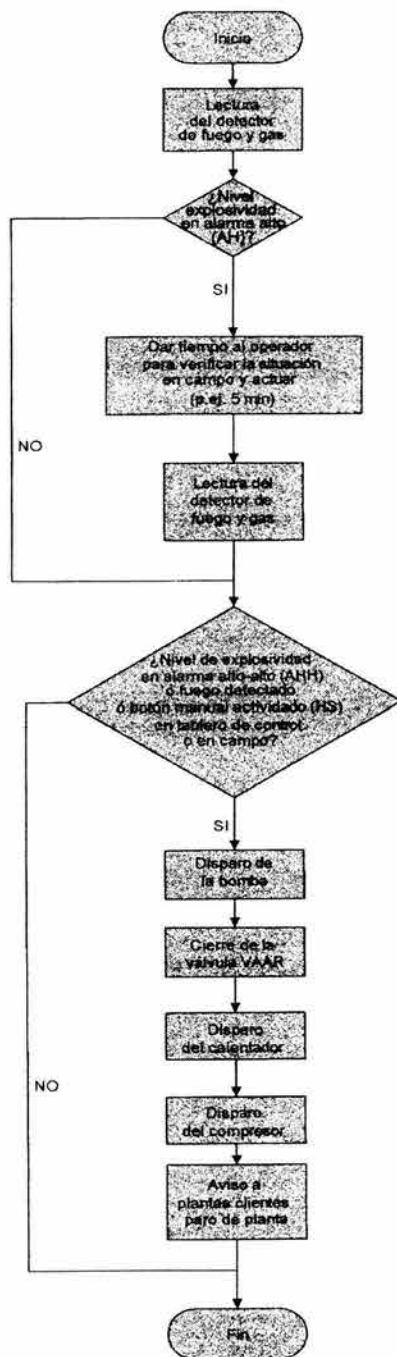 Inicio
Lectura
del detector
de fuego y gas
¿Nivel
explosividad
en alarma alto
(AH)?
SI
Dar tiempo al operador
para verificar la situación
en campo y actuar
(p.ej. 5 min)
NO
Lectura del
detector de
fuego y gas
¿Nivel de explosividad
en alarma alto-alto (AHH)
ó fuego detectado
ó botón manual activado (HS)
en tablero de control
o en campo?
SI
Disparo de
la bomba
Cierre de la
válvula VAAR
Disparo
del calentador
NO
Disparo
del compresor
Aviso a
plantas clientes
paro de planta
Fin